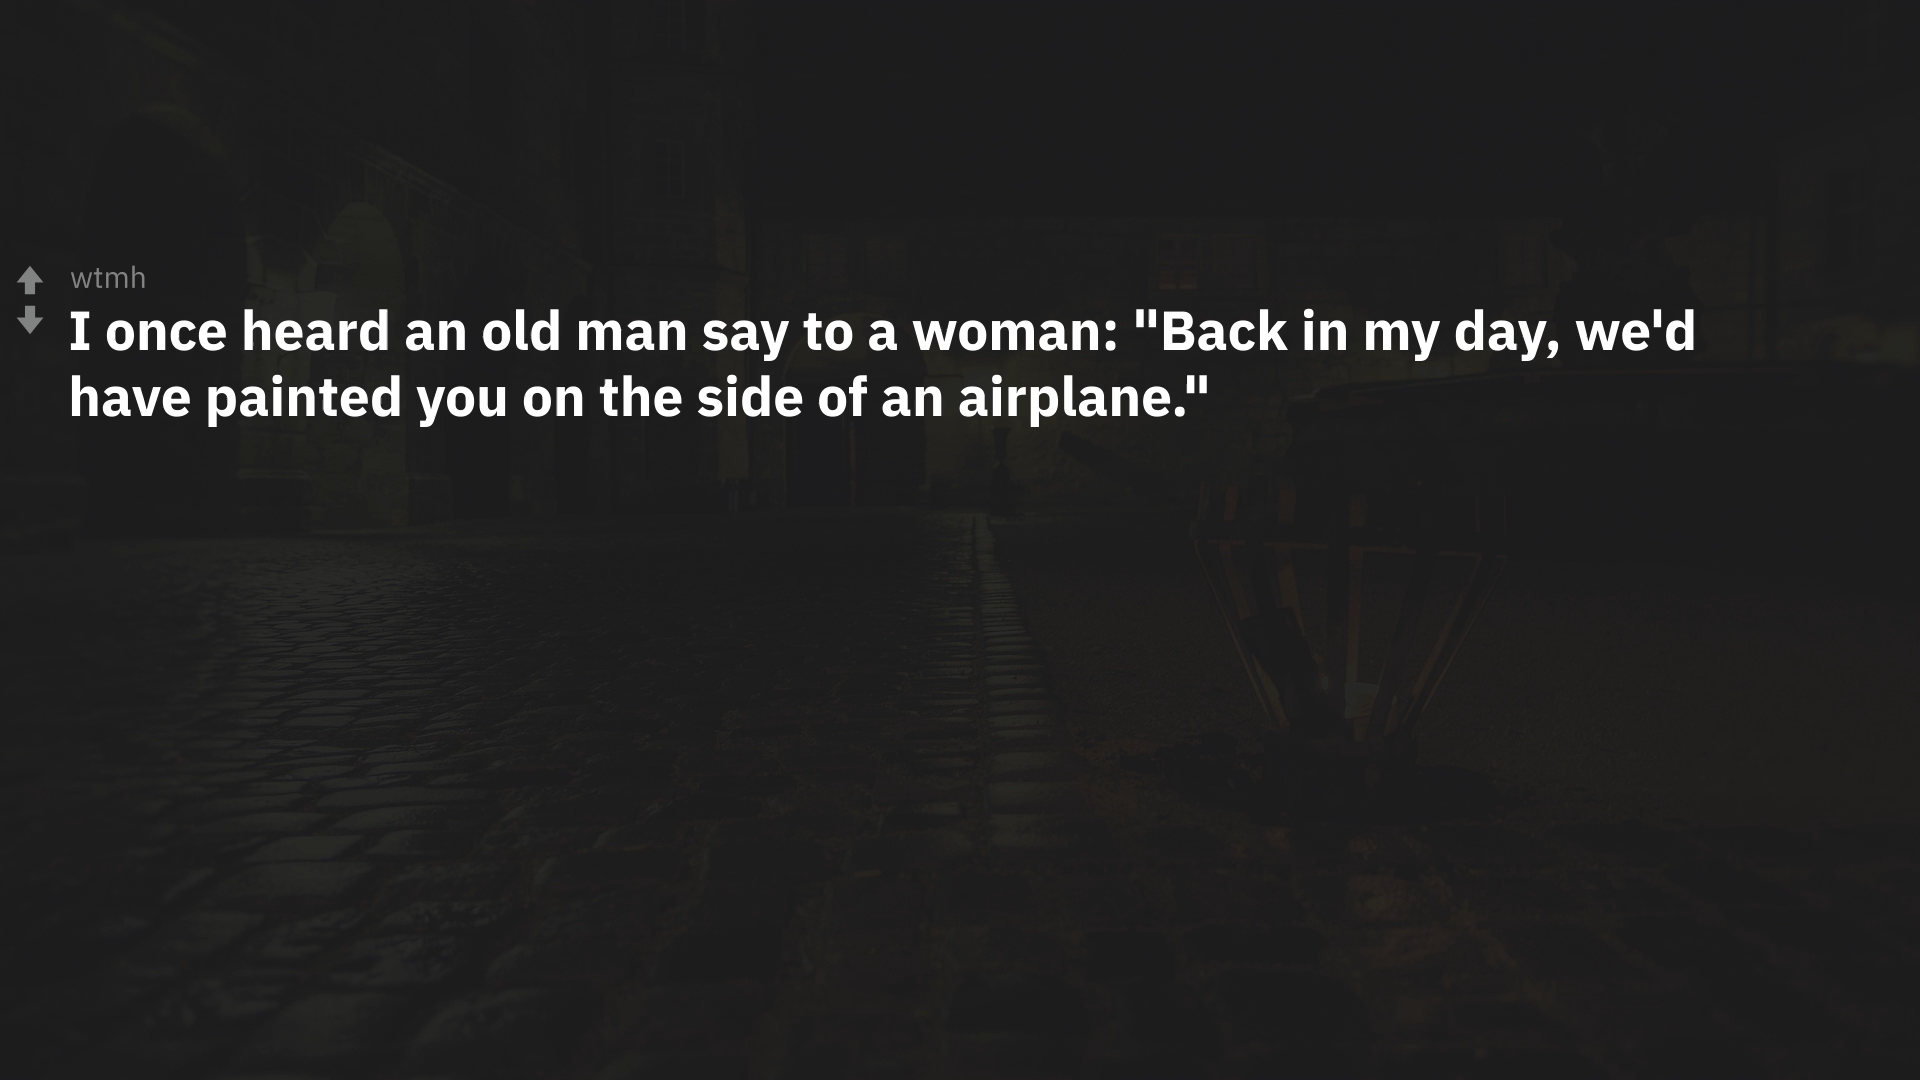 wtmh
I once heard an old man say to a woman: "Back in my day, we'd
have painted you on the side of an airplane."